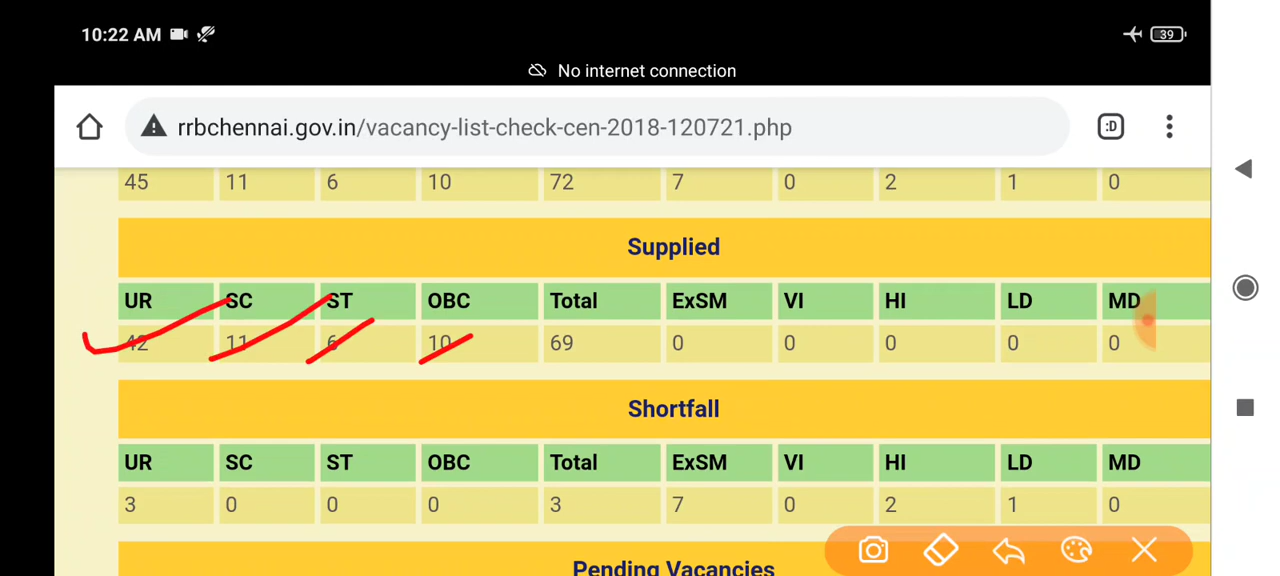 10:22 AM
39
No internet connection
rrbchennai.gov.in/vacancy-list-check-cen-2018-120721.php
:D
45 11 6 10 72 7 0 2 1 0
Supplied
UR SC ST OBC Total ExSM VI HI LD MD
42 11 6 10 69 0 0 0 0 0
Shortfall
UR SC ST OBC Total ExSM VI HI LD MD
3 0 0 0 3 7 0 2 1 0
Pending Vacancies